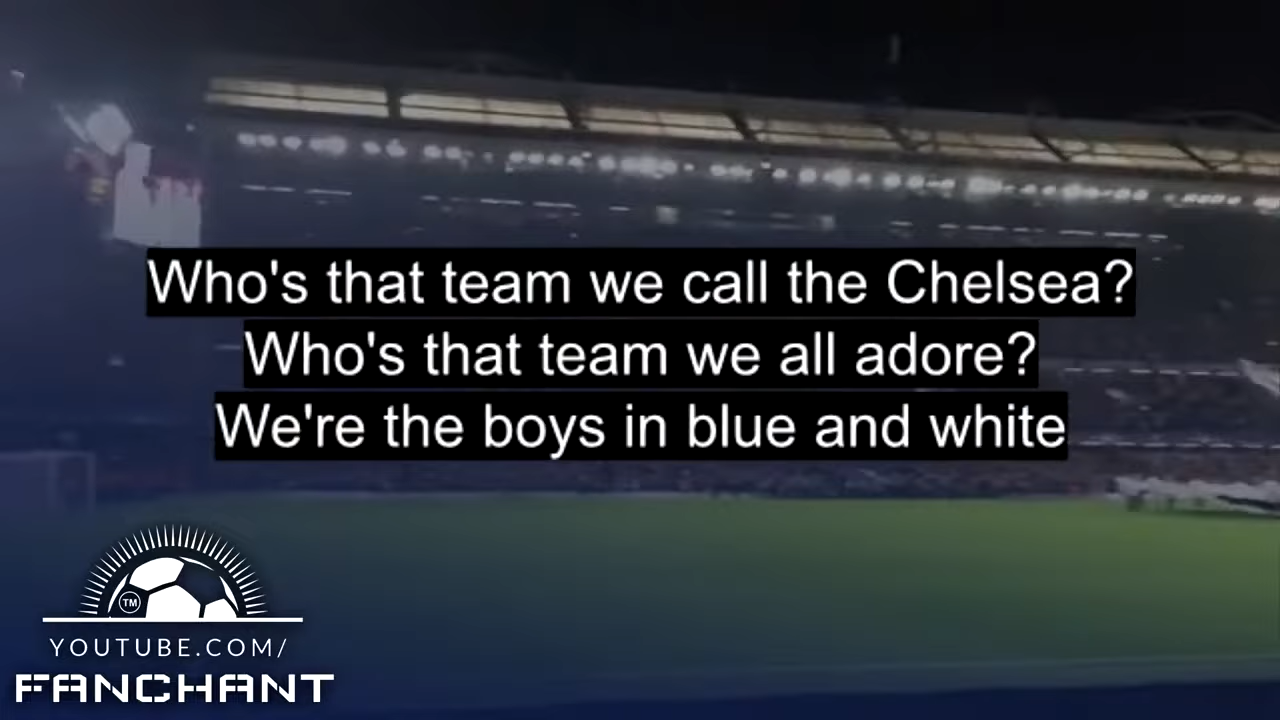 Who's that team we call the Chelsea?
Who's that team we all adore?
We're the boys in blue and white
TM
YOUTUBE.COM/
FANCHANT